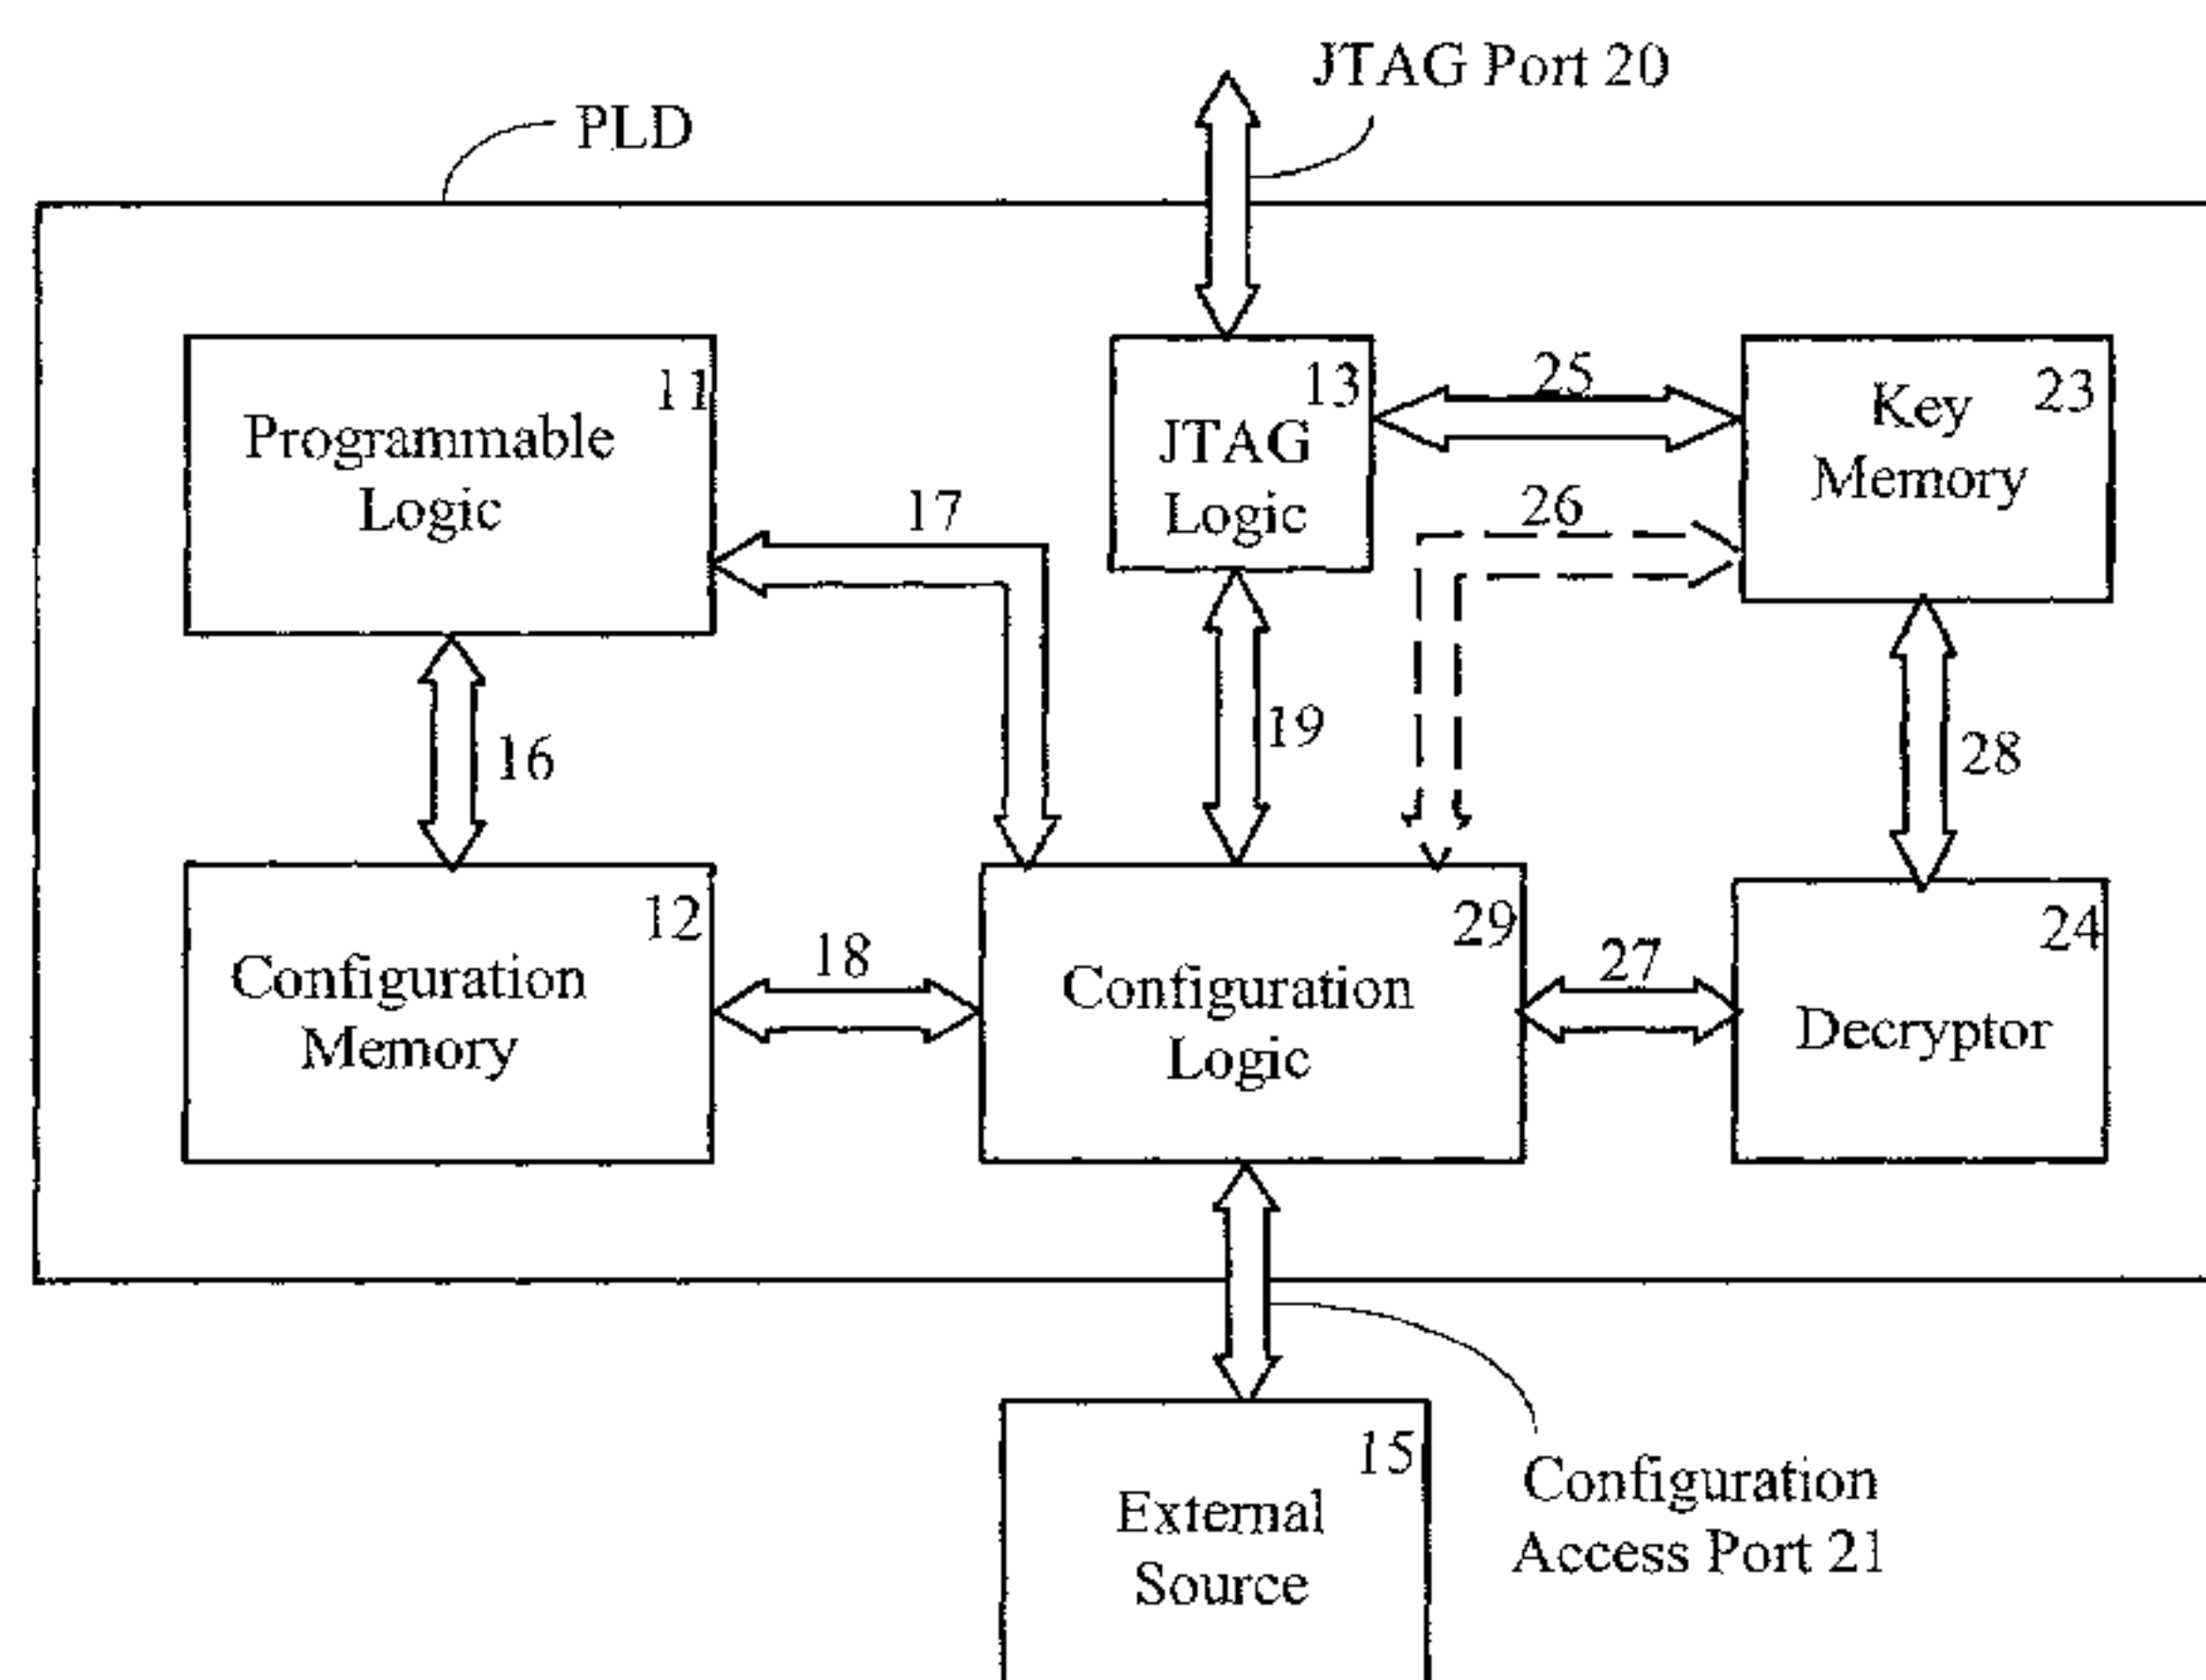 JTAG Port 20
PLD
11
Programmable
Logic
13
JTAG
Logic
25
23
Key
Memory
17
26
16
19
28
12
Configuration
Memory
18
29
Configuration
Logic
27
24
Decryptor
15
External
Source
Configuration
Access Port 21